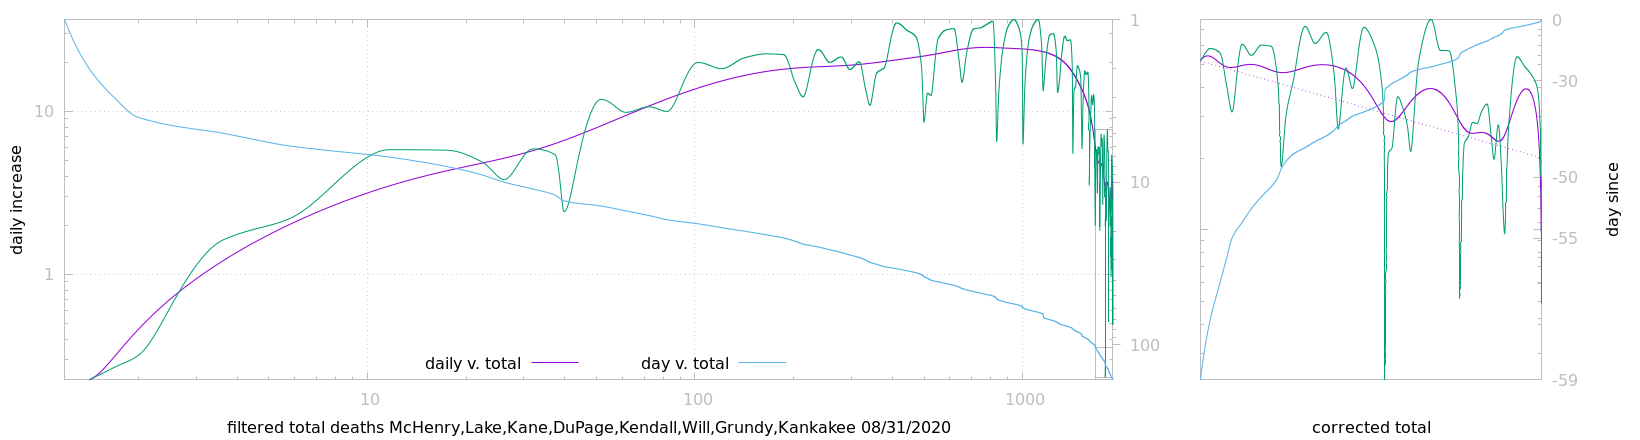 daily increase
10
1
daily v. total
day v. total
10
100
1000
1
10
100
filtered total deaths McHenry,Lake,Kane,DuPage,Kendall,Will,Grundy,Kankakee 08/31/2020
0
-30
-50
-55
-59
day since
corrected total